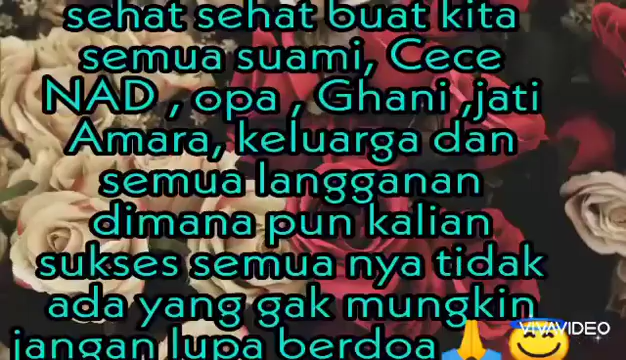 sehat sehat buat kita
semua suami, Cece
NAD , opa , Ghani ,jati
Amara, keluarga dan
semua langganan
dimana pun kalian
sukses semua nya tidak
ada yang gak mungkin
jangan lupa berdoa 🙏 😇
VIVAVIDEO